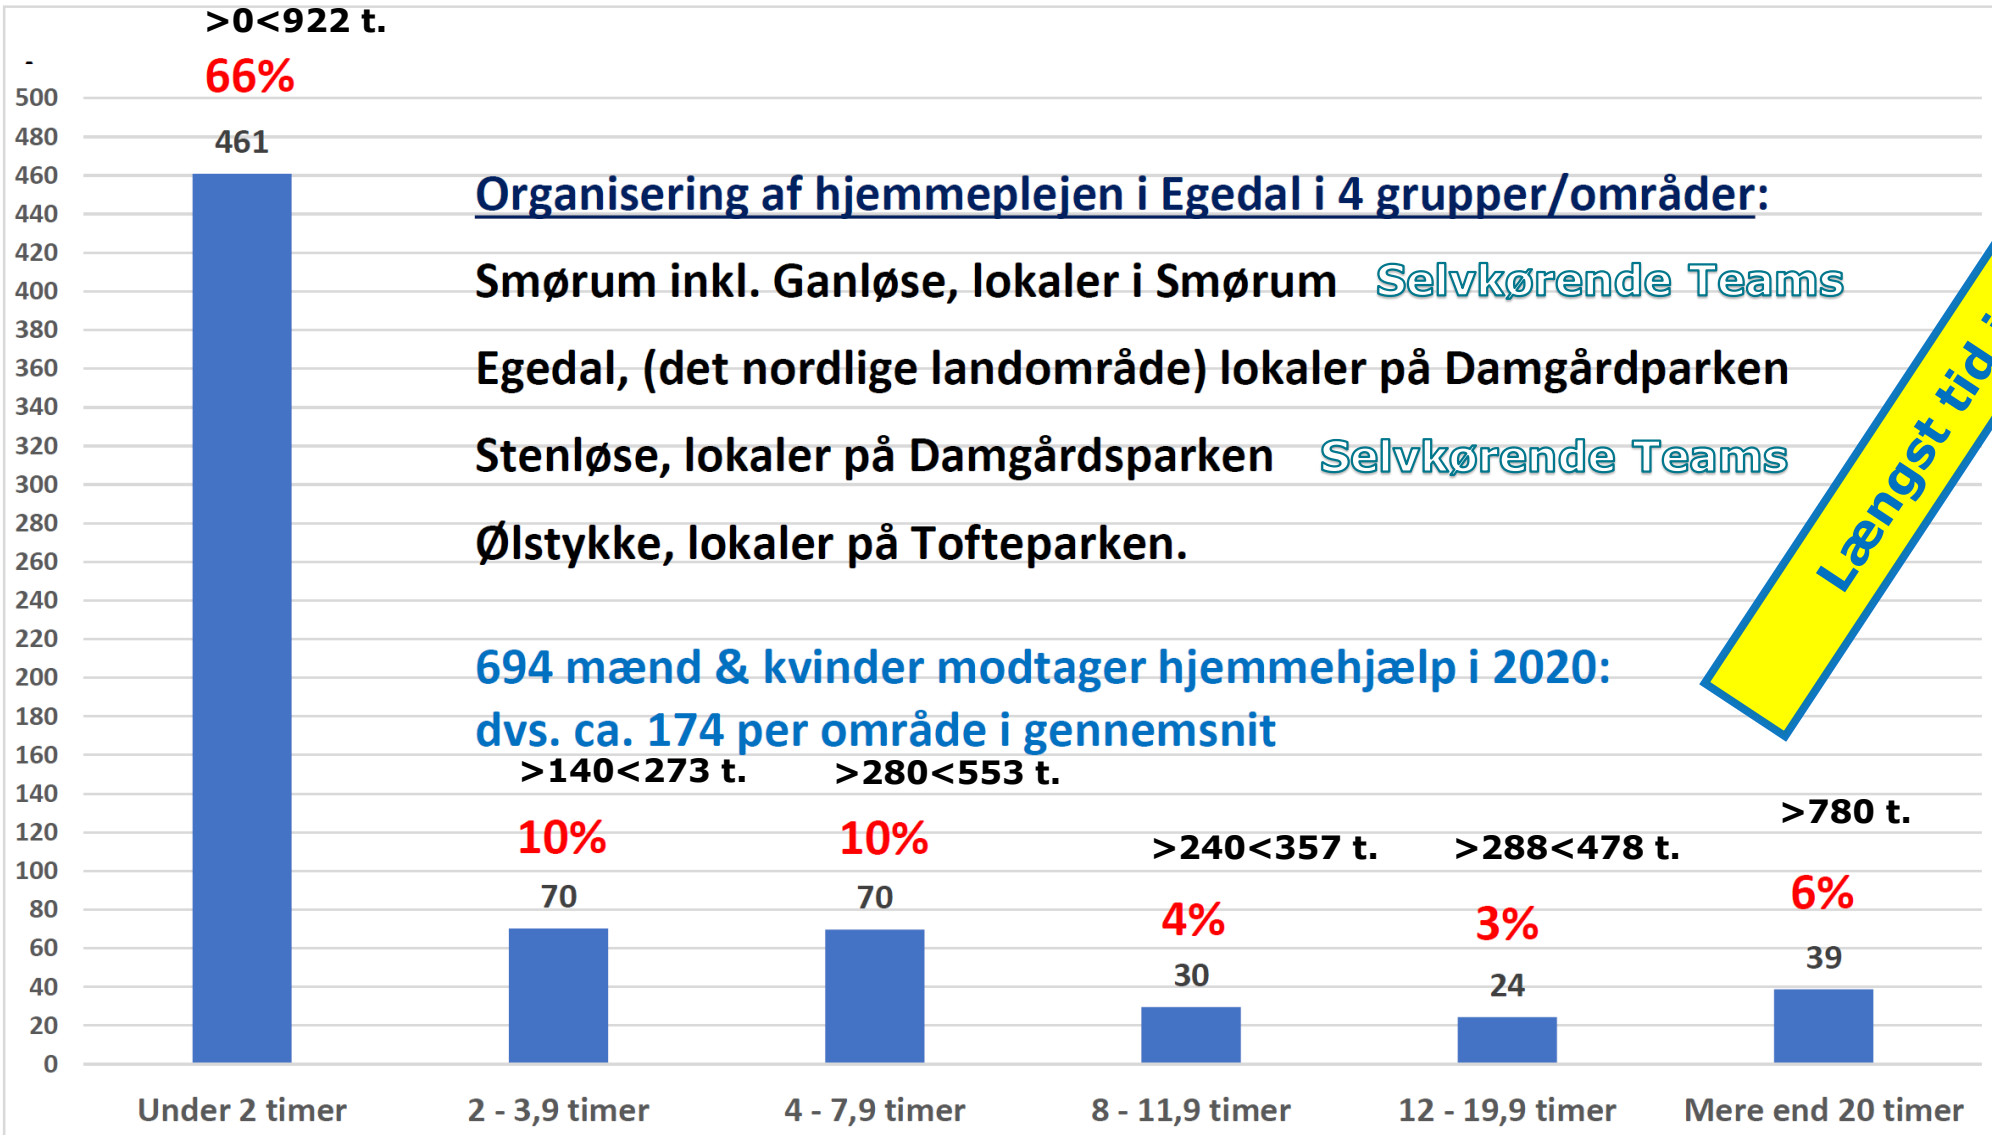 >0<922 t.
-
66%
500
480
461
460
440
420
400
380
360
340
320
300
280
260
240
220
200
180
160
140
120
100
80
60
40
20
0
Organisering af hjemmeplejen i Egedal i 4 grupper/områder:
Smørum inkl. Ganløse, lokaler i Smørum Selvkørende Teams
Egedal, (det nordlige landområde) lokaler på Damgårdparken
Stenløse, lokaler på Damgårdsparken Selvkørende Teams
Ølstykke, lokaler på Tofteparken.
Længst tid
694 mænd & kvinder modtager hjemmehjælp i 2020:
dvs. ca. 174 per område i gennemsnit
>140<273 t. >280<553 t.
>780 t.
10% 10% >240<357 t. >288<478 t.
70 70 4% 3% 6%
30 24 39
Under 2 timer 2 - 3,9 timer 4 - 7,9 timer 8 - 11,9 timer 12 - 19,9 timer Mere end 20 timer